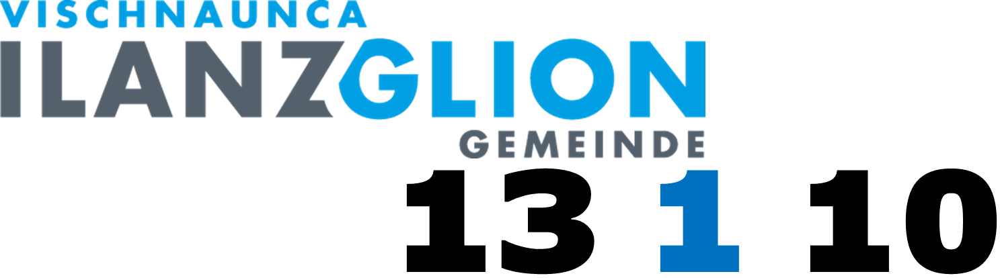 VISCHNAUNCA
ILANZGLION
GEMEINDE
13 1 10